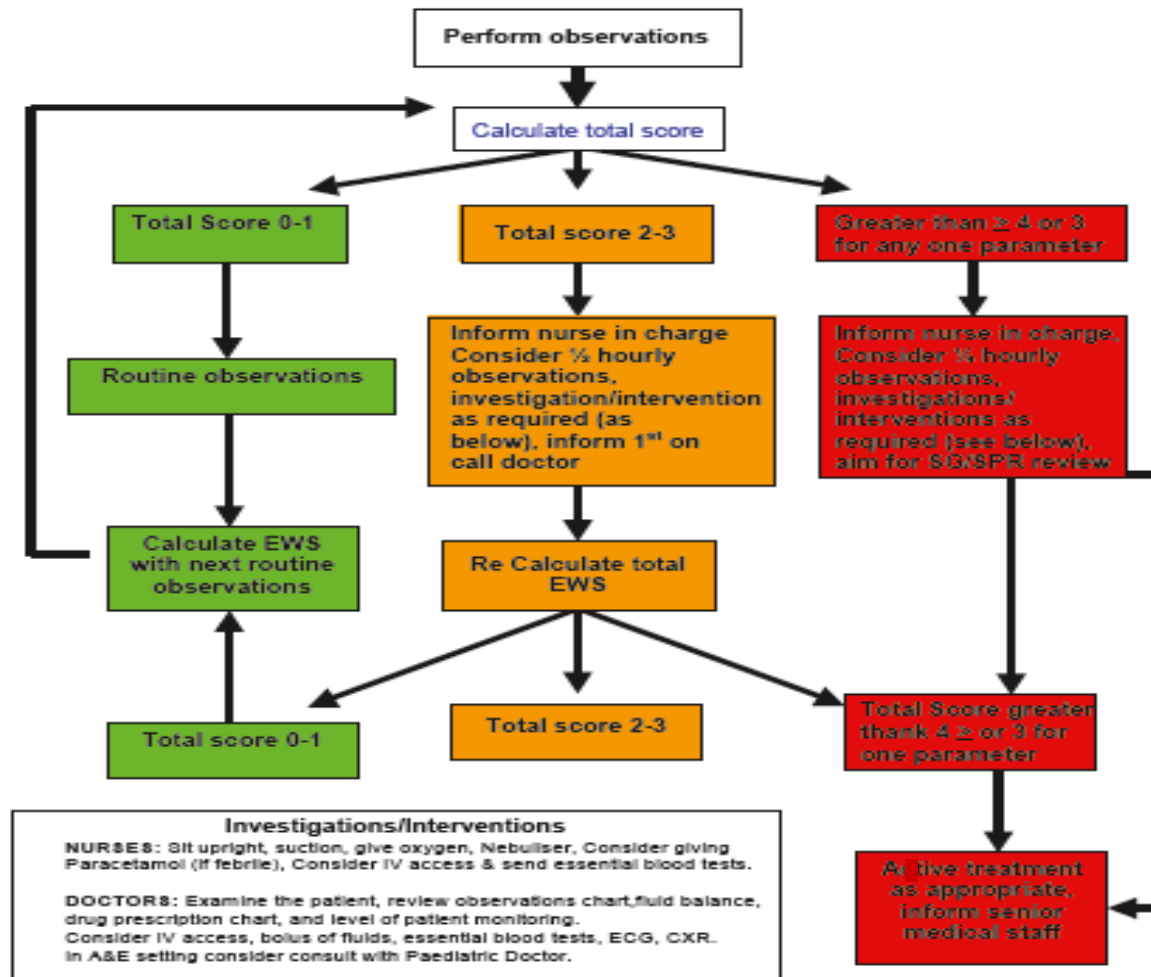 Perform observations
Calculate total score
Total Score 0-1
Total score 2-3
Greater than ≥ 4 or 3
for any one parameter
Routine observations
Inform nurse in charge
Consider ½ hourly
observations,
investigation/intervention
as required (as
below), inform 1st on
call doctor
Inform nurse in charge,
Consider ¼ hourly
observations,
investigations/
interventions as
required (see below),
aim for SG/SPR review
Calculate EWS
with next routine
observations
Re Calculate total
EWS
Total score 0-1
Total score 2-3
Total Score greater
thank 4 ≥ or 3 for
one parameter
Investigations/Interventions
NURSES: Sit upright, suction, give oxygen, Nebuliser, Consider giving
Paracetamol (if febrile), Consider IV access & send essential blood tests.
DOCTORS: Examine the patient, review observations chart,fluid balance,
drug prescription chart, and level of patient monitoring.
Consider IV access, bolus of fluids, essential blood tests, ECG, CXR.
In A&E setting consider consult with Paediatric Doctor.
Active treatment
as appropriate,
inform senior
medical staff